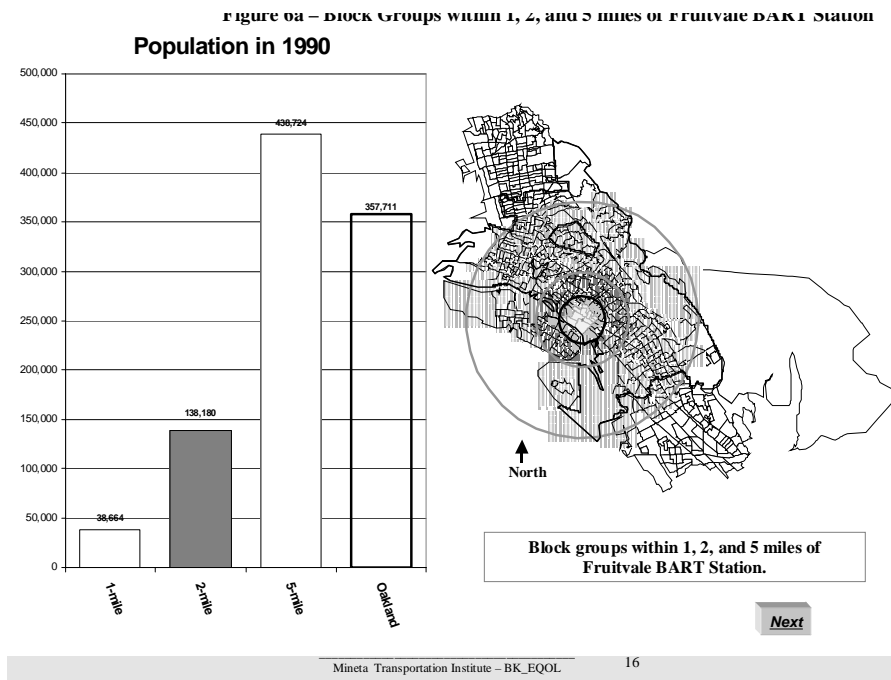 Figure 6a – Block Groups within 1, 2, and 5 miles of Fruitvale BART Station
Population in 1990
500,000
450,000
400,000
350,000
300,000
250,000
200,000
150,000
100,000
50,000
0
38,664
138,180
438,724
357,711
1-mile
2-mile
5-mile
Oakland
North
Block groups within 1, 2, and 5 miles of
Fruitvale BART Station.
Next
Mineta Transportation Institute – BK_EQOL
16